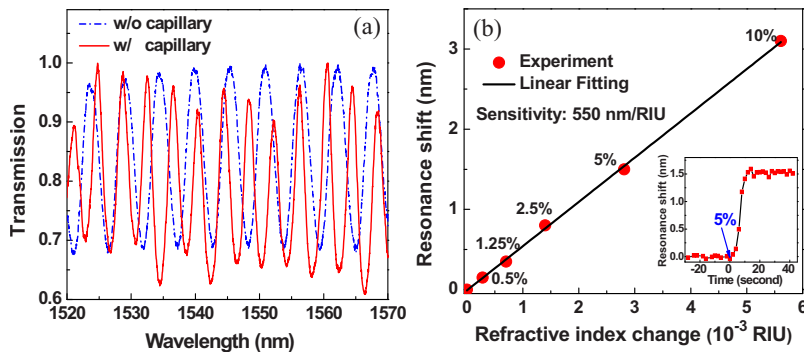 (a)
w/o capillary
w/ capillary
Transmission
1.0
0.9
0.8
0.7
0.6
1520
1530
1540
1550
1560
1570
Wavelength (nm)
(b)
Experiment
Linear Fitting
Sensitivity: 550 nm/RIU
10%
5%
2.5%
1.25%
0.5%
Resonance shift (nm)
3
2
1
0
0
1
2
3
4
5
6
Refractive index change (10⁻³ RIU)
Resonance shift (nm)
1.5
1.0
0.5
0.0
5%
-20
0
20
40
Time (second)